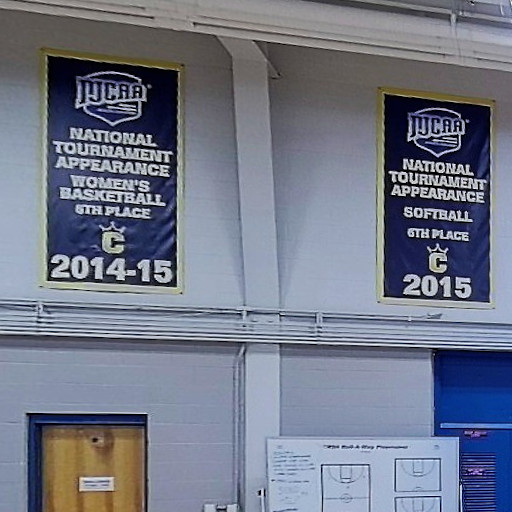 NJCAA
NATIONAL
TOURNAMENT
APPEARANCE
WOMEN'S
BASKETBALL
6TH PLACE
C
2014-15
NJCAA
NATIONAL
TOURNAMENT
APPEARANCE
SOFTBALL
6TH PLACE
C
2015